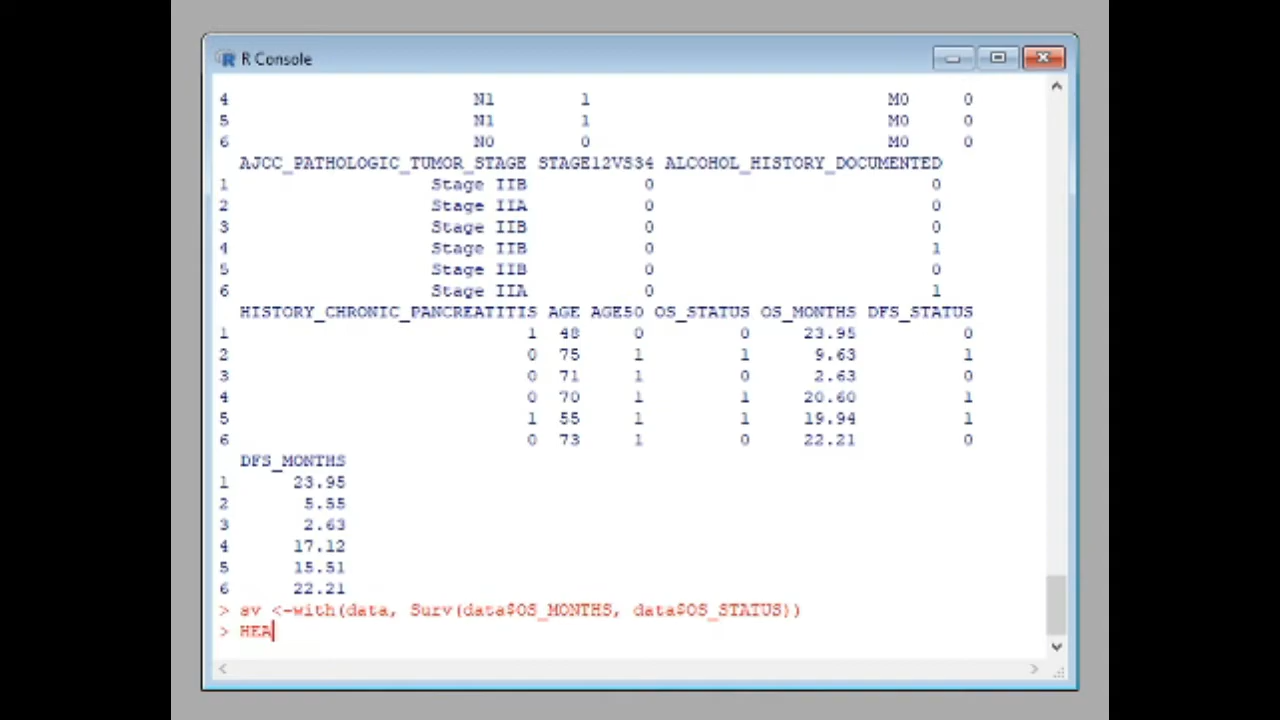 R Console
4 N1 1 M0 0
5 N1 1 M0 0
6 N0 0 M0 0
AJCC_PATHOLOGIC_TUMOR_STAGE STAGE12VS34 ALCOHOL_HISTORY_DOCUMENTED
1 Stage IIB 0 0
2 Stage IIA 0 0
3 Stage IIB 0 0
4 Stage IIB 0 1
5 Stage IIB 0 0
6 Stage IIA 0 1
HISTORY_CHRONIC_PANCREATITIS AGE AGE50 OS_STATUS OS_MONTHS DFS_STATUS
1 1 48 0 0 23.95 0
2 0 75 1 1 9.63 1
3 0 71 1 0 2.63 0
4 0 70 1 1 20.60 1
5 1 55 1 1 19.94 1
6 0 73 1 0 22.21 0
DFS_MONTHS
1 23.95
2 5.55
3 2.63
4 17.12
5 15.51
6 22.21
> sv <-with(data, Surv(data$OS_MONTHS, data$OS_STATUS))
> HEA